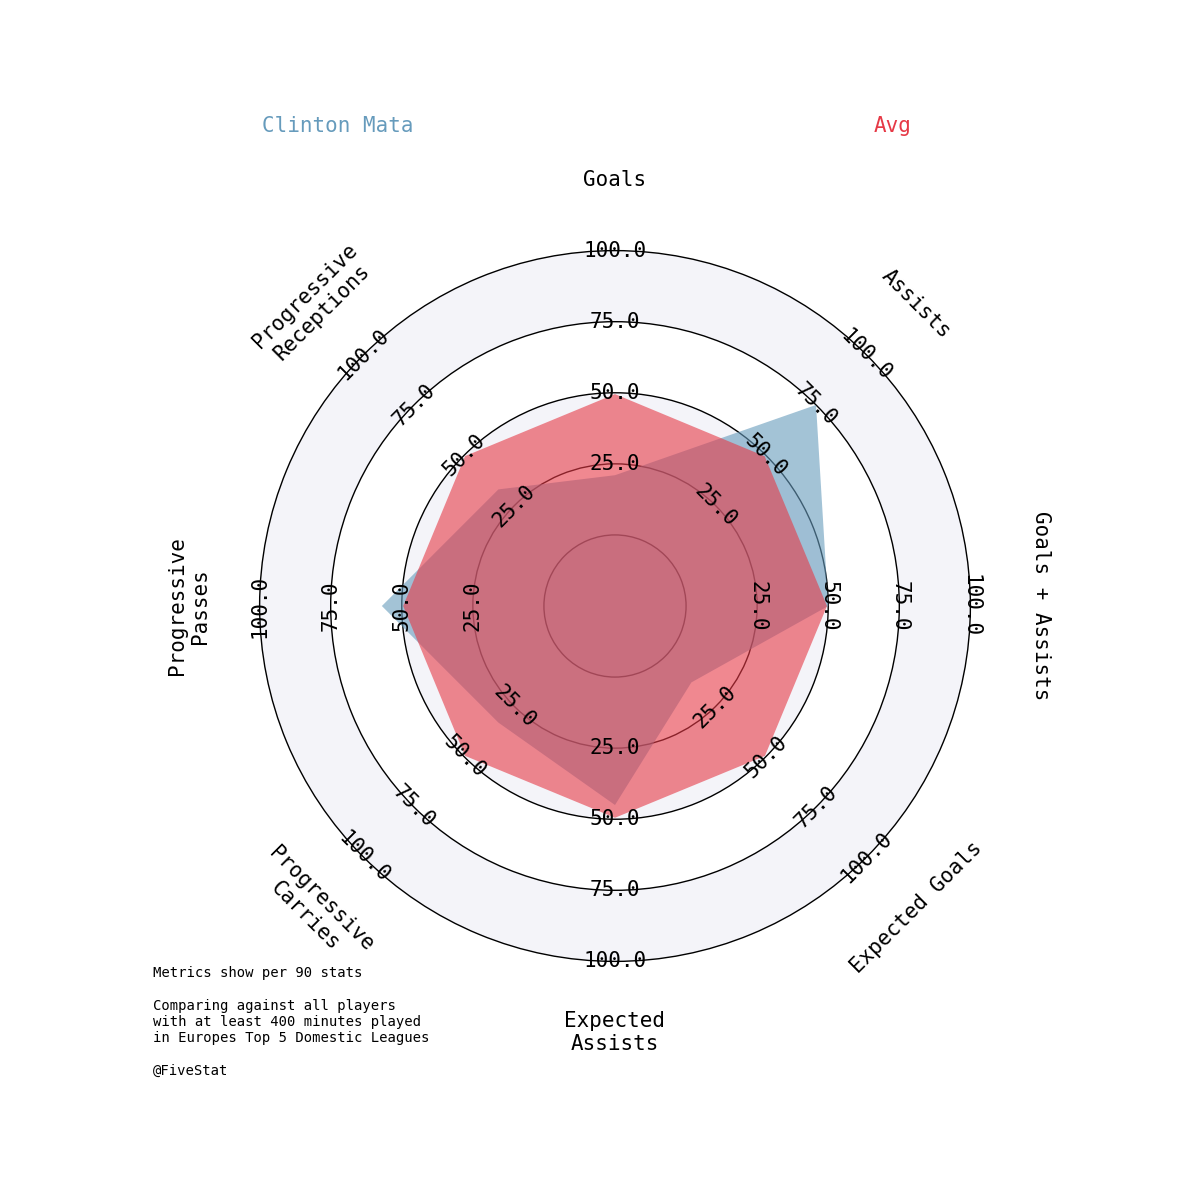 Clinton Mata
Avg
Goals
100.0
75.0
50.0
25.0
Assists
100.0
75.0
50.0
25.0
Goals + Assists
100.0
75.0
50.0
25.0
Expected Goals
100.0
75.0
50.0
25.0
Expected
Assists
100.0
75.0
50.0
25.0
Progressive
Carries
100.0
75.0
50.0
25.0
Progressive
Passes
100.0
75.0
50.0
25.0
Progressive
Receptions
100.0
75.0
50.0
25.0
Metrics show per 90 stats
Comparing against all players
with at least 400 minutes played
in Europes Top 5 Domestic Leagues
@FiveStat